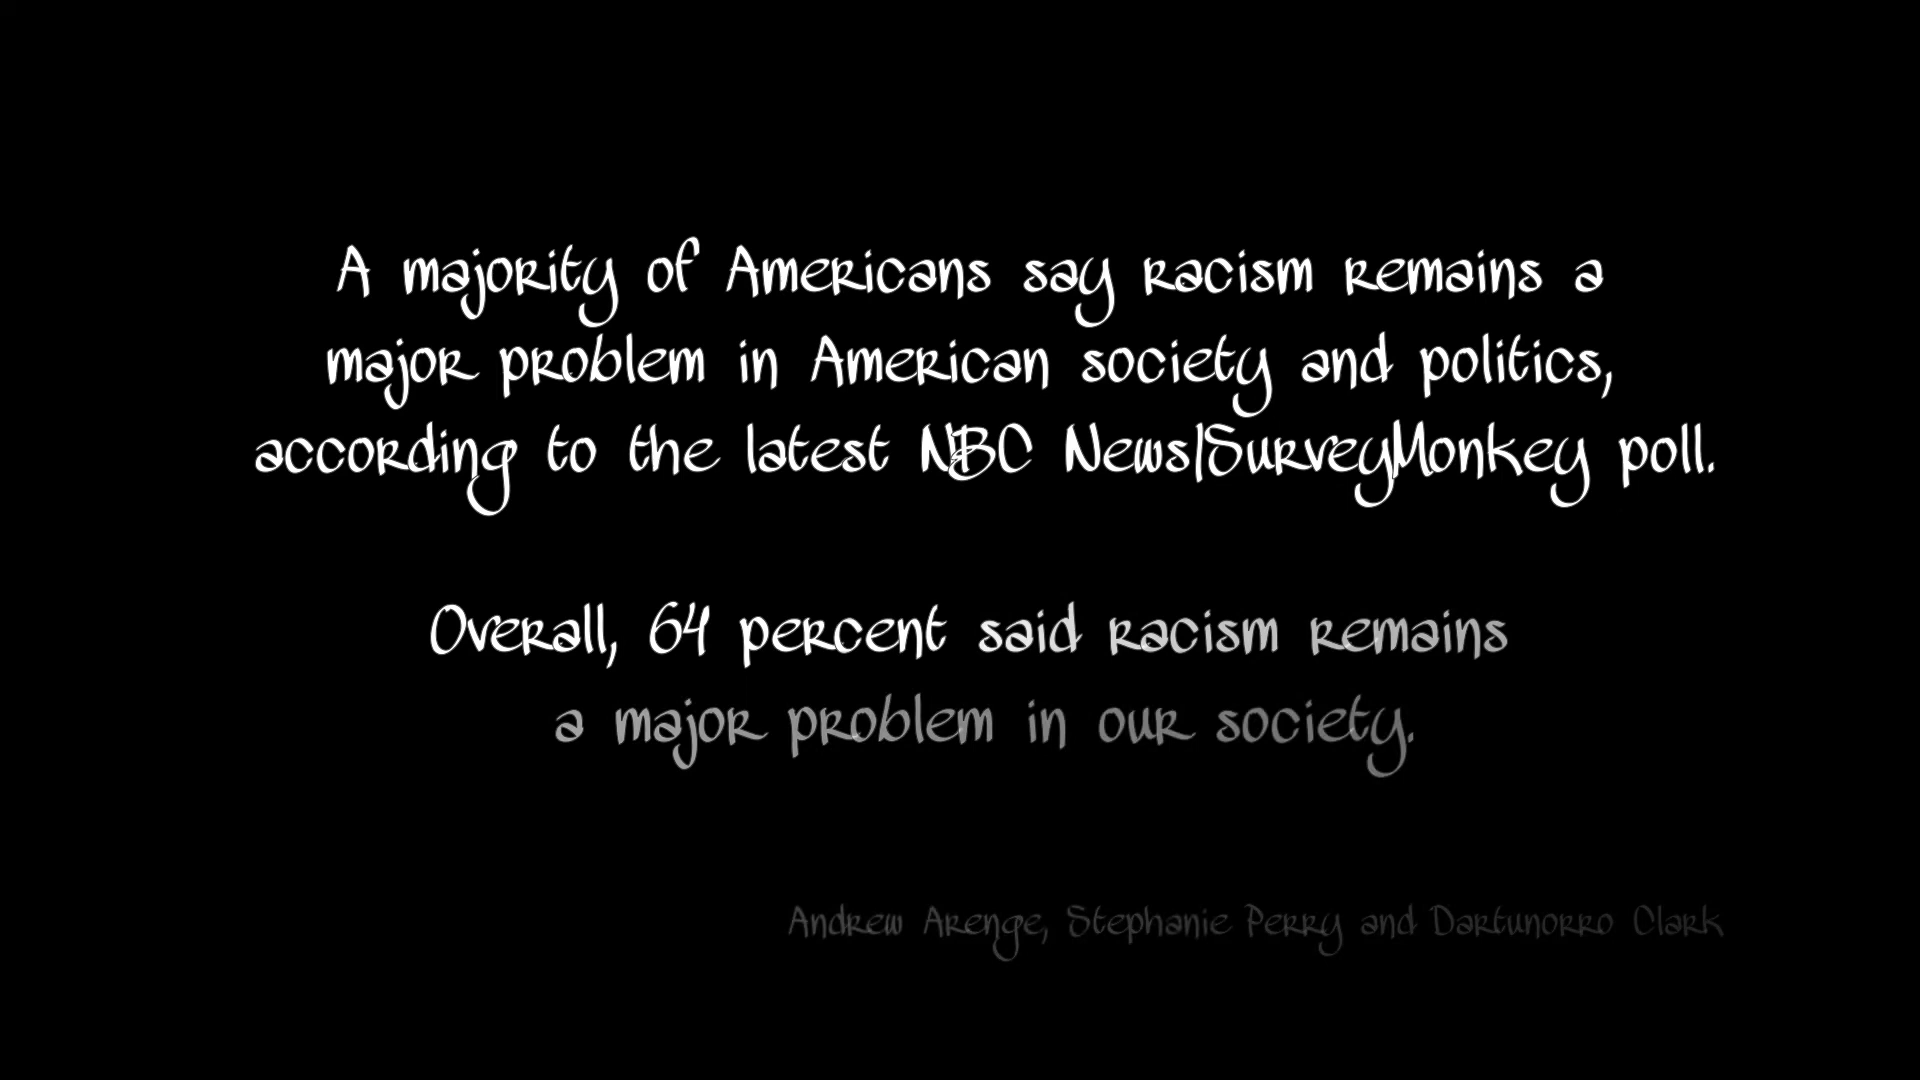 A majority of Americans say racism remains a
major problem in American society and politics,
according to the latest NBC News|SurveyMonkey poll.
Overall, 64 percent said racism remains
a major problem in our society.
Andrew Arenge, Stephanie Perry and Dartunorro Clark